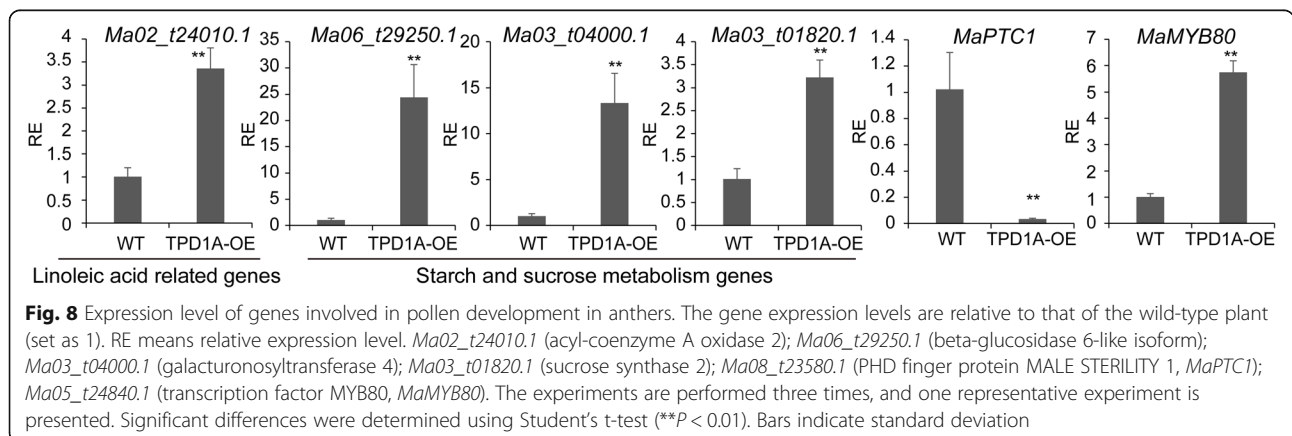 Ma02_t24010.1 Ma06_t29250.1 Ma03_t04000.1 Ma03_t01820.1 MaPTC1 MaMYB80
4 35 20 4 1.4 7
3.5 30 3.5 1.2 6
3 25 15 3 1 5
2.5 20 2.5 0.8 4
2 15 10 2 0.6 3
1.5 10 5 1.5 0.4 2
1 5 1 0.2 1
0.5 0 0 0.5 0 0
0 0
RE RE RE RE RE RE
** ** ** ** ** **
WT TPD1A-OE WT TPD1A-OE WT TPD1A-OE WT TPD1A-OE WT TPD1A-OE WT TPD1A-OE
Linoleic acid related genes Starch and sucrose metabolism genes
Fig. 8 Expression level of genes involved in pollen development in anthers. The gene expression levels are relative to that of the wild-type plant
(set as 1). RE means relative expression level. Ma02_t24010.1 (acyl-coenzyme A oxidase 2); Ma06_t29250.1 (beta-glucosidase 6-like isoform);
Ma03_t04000.1 (galacturonosyltransferase 4); Ma03_t01820.1 (sucrose synthase 2); Ma08_t23580.1 (PHD finger protein MALE STERILITY 1, MaPTC1);
Ma05_t24840.1 (transcription factor MYB80, MaMYB80). The experiments are performed three times, and one representative experiment is
presented. Significant differences were determined using Student's t-test (**P < 0.01). Bars indicate standard deviation